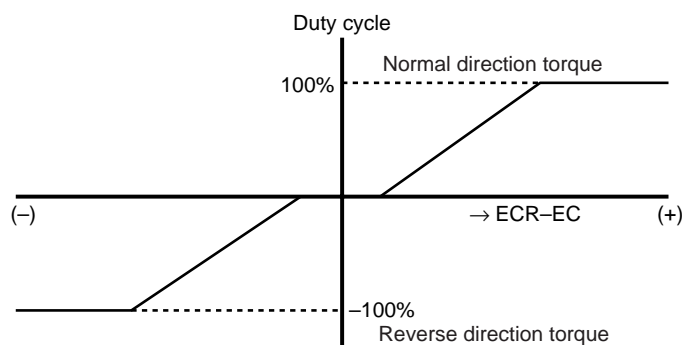 Duty cycle
Normal direction torque
100%
(–)
→ ECR–EC
(+)
–100%
Reverse direction torque